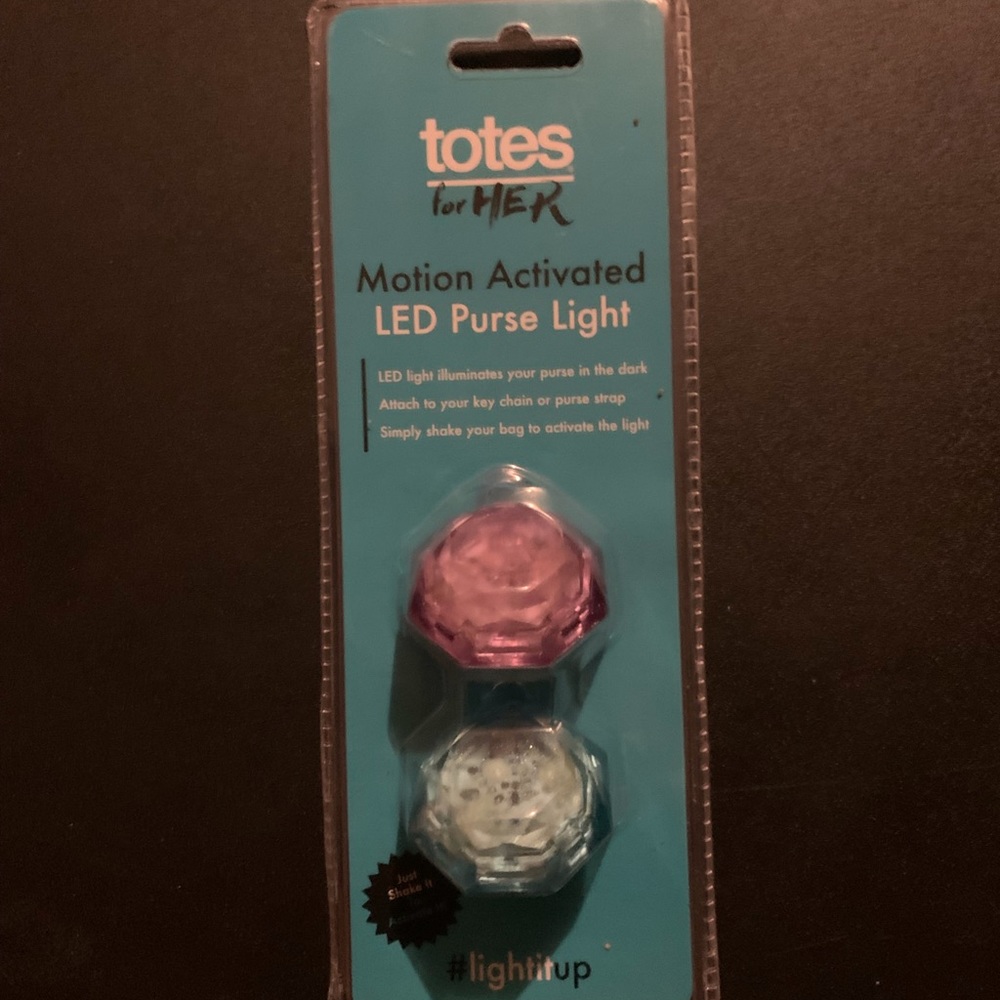 totes
for HER
Motion Activated
LED Purse Light
LED light illuminates your purse in the dark
Attach to your key chain or purse strap
Simply shake your bag to activate the light
Just
Shake it
#lightitup